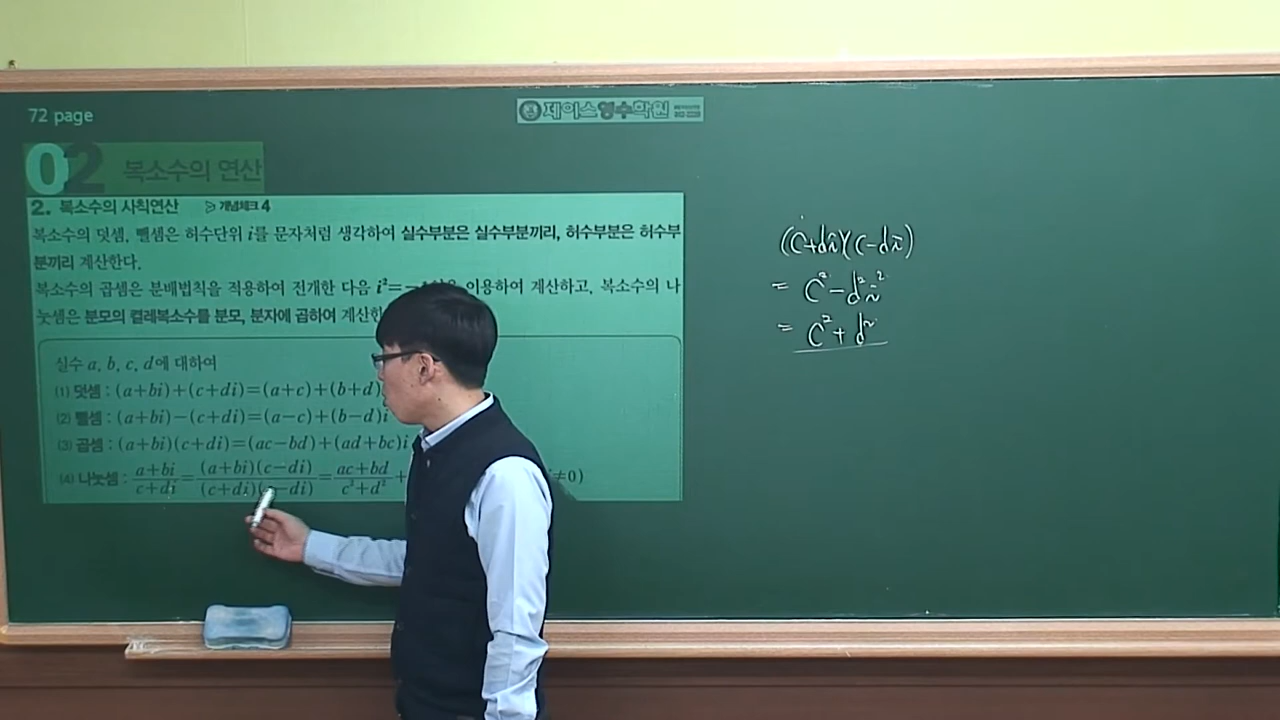 72 page
제이스영수학원
02 복소수의 연산
2. 복소수의 사칙연산 ▷ 개념체크 4
복소수의 덧셈, 뺄셈은 허수단위 i를 문자처럼 생각하여 실수부분은 실수부분끼리, 허수부분은 허수부
분끼리 계산한다.
복소수의 곱셈은 분배법칙을 적용하여 전개한 다음 i²=-1 이용하여 계산하고, 복소수의 나
눗셈은 분모의 켤레복소수를 분모, 분자에 곱하여 계산한
실수 a, b, c, d에 대하여
(1) 덧셈 : (a+bi)+(c+di)=(a+c)+(b+d)
(2) 뺄셈 : (a+bi)-(c+di)=(a-c)+(b-d)i
(3) 곱셈 : (a+bi)(c+di)=(ac-bd)+(ad+bc)i
(4) 나눗셈 : a+bi/c+di=(a+bi)(c-di)/(c+di)(c-di)=ac+bd/c²+d²+ ≠0)
(c+di)(c-di)
= c²-d²i²
= c²+d²